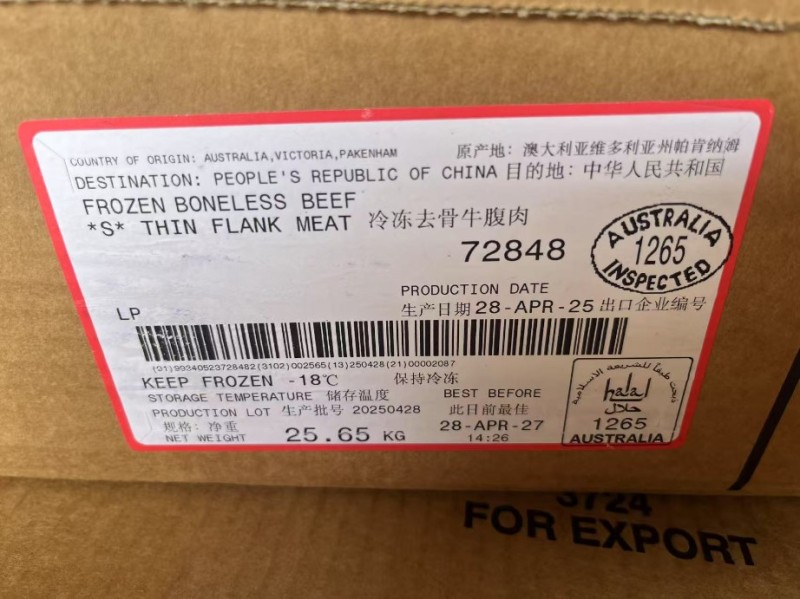 COUNTRY OF ORIGIN: AUSTRALIA,VICTORIA,PAKENHAM 原产地: 澳大利亚维多利亚州帕肯纳姆
DESTINATION: PEOPLE'S REPUBLIC OF CHINA 目的地: 中华人民共和国
FROZEN BONELESS BEEF
*S* THIN FLANK MEAT 冷冻去骨牛腹肉
72848
AUSTRALIA
1265
INSPECTED
PRODUCTION DATE
LP
生产日期 28-APR-25 出口企业编号
(01)99340523728482(3102)002565(13)250428(21)00002087
KEEP FROZEN -18℃ 保持冷冻
STORAGE TEMPERATURE 储存温度 BEST BEFORE
PRODUCTION LOT 生产批号 20250428 此日前最佳
规格: 净重
NET WEIGHT 25.65 KG
28-APR-27
14:26
halal
حلال
1265
AUSTRALIA
3724
FOR EXPORT